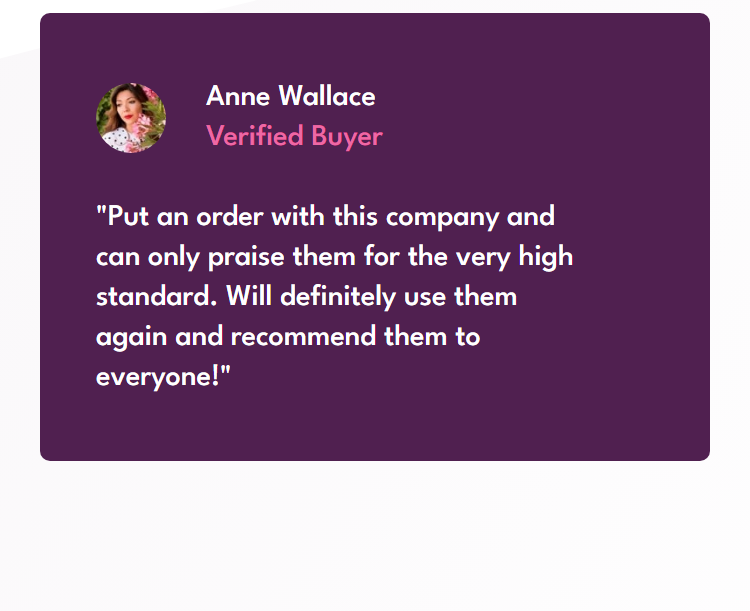 Anne Wallace
Verified Buyer
"Put an order with this company and
can only praise them for the very high
standard. Will definitely use them
again and recommend them to
everyone!"